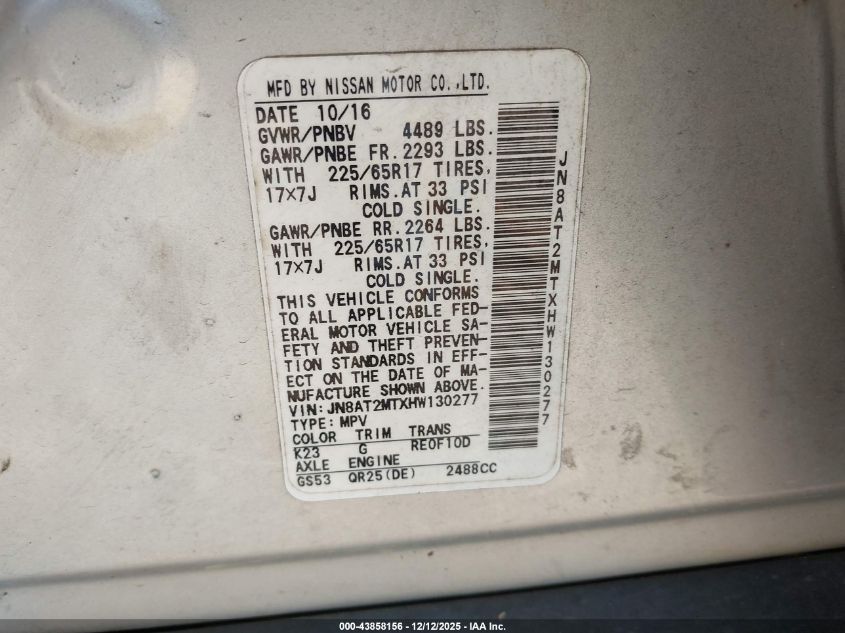 MFD BY NISSAN MOTOR CO.,LTD.
DATE 10/16
GVWR/PNBV 4489 LBS.
GAWR/PNBE FR. 2293 LBS.
WITH 225/65R17 TIRES,
17×7J RIMS.AT 33 PSI
COLD SINGLE.
GAWR/PNBE RR. 2264 LBS.
WITH 225/65R17 TIRES,
17×7J RIMS.AT 33 PSI
COLD SINGLE.
THIS VEHICLE CONFORMS
TO ALL APPLICABLE FED-
ERAL MOTOR VEHICLE SA-
FETY AND THEFT PREVEN-
TION STANDARDS IN EFF-
ECT ON THE DATE OF MA-
NUFACTURE SHOWN ABOVE.
VIN:JN8AT2MTXHW130277
TYPE:MPV
COLOR TRIM TRANS
K23 G RE0F10D
AXLE ENGINE
GS53 QR25(DE) 2488CC
JN8AT2MTXHW130277
000-43858156 - 12/12/2025 - IAA Inc.